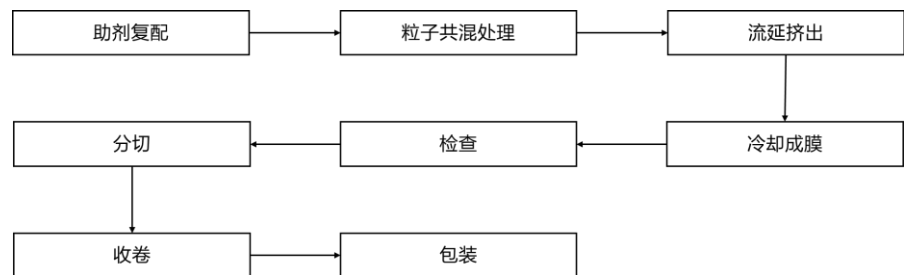 助剂复配
粒子共混处理
流延挤出
冷却成膜
检查
分切
收卷
包装